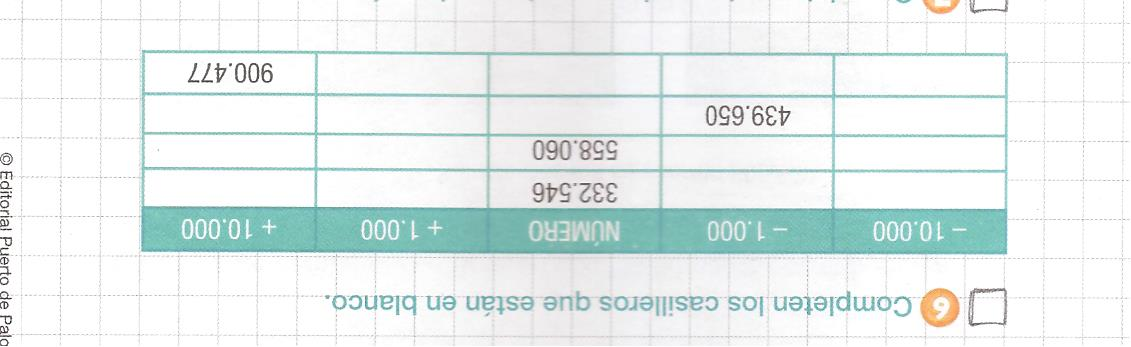 6 Completen los casilleros que están en blanco.
– 10.000 – 1.000 NÚMERO + 1.000 + 10.000
332.546
558.060
439.650
900.477
© Editorial Puerto de Palo